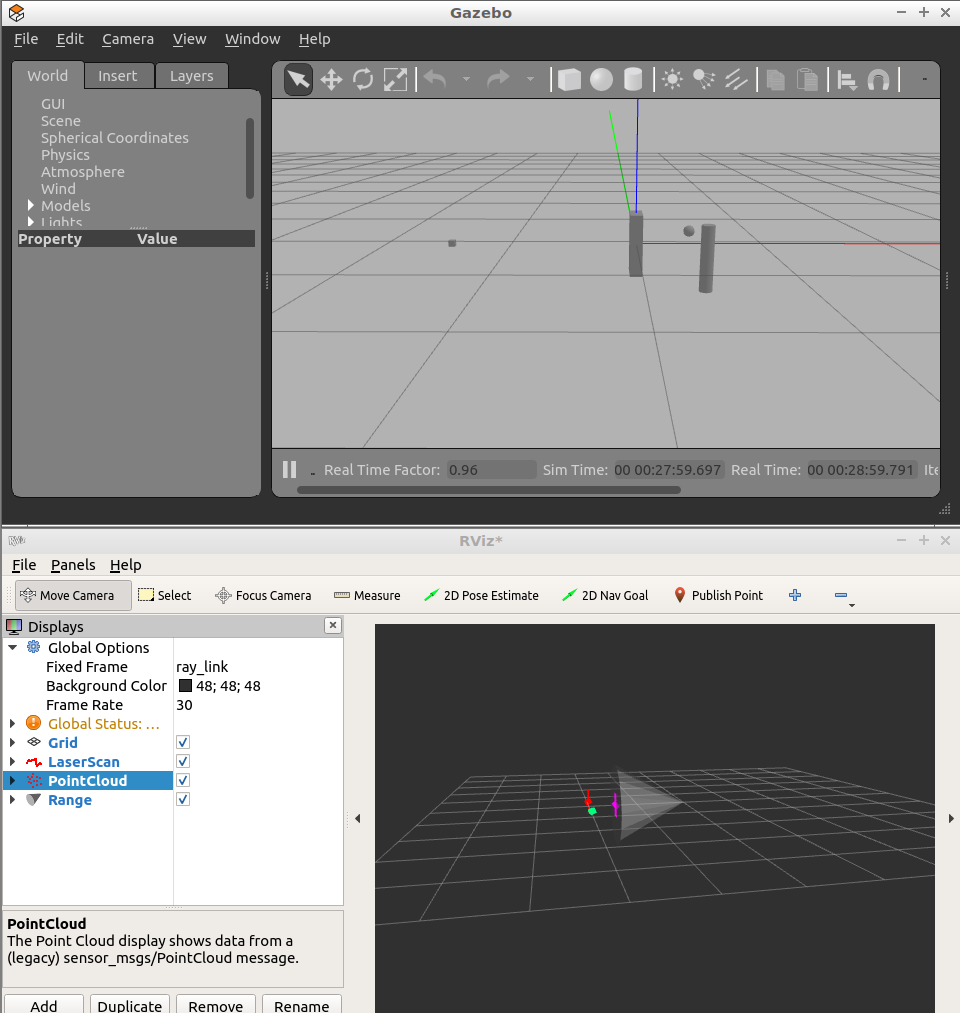 Gazebo
File Edit Camera View Window Help
World Insert Layers
GUI
Scene
Spherical Coordinates
Physics
Atmosphere
Wind
Models
Lights
Property Value
Real Time Factor: 0.96 Sim Time: 00 00:27:59.697 Real Time: 00 00:28:59.791 Ite
RViz*
File Panels Help
Move Camera Select Focus Camera Measure 2D Pose Estimate 2D Nav Goal Publish Point
Displays
Global Options
Fixed Frame ray_link
Background Color 48; 48; 48
Frame Rate 30
Global Status: ...
Grid
LaserScan
PointCloud
Range
PointCloud
The Point Cloud display shows data from a
(legacy) sensor_msgs/PointCloud message.
Add Duplicate Remove Rename